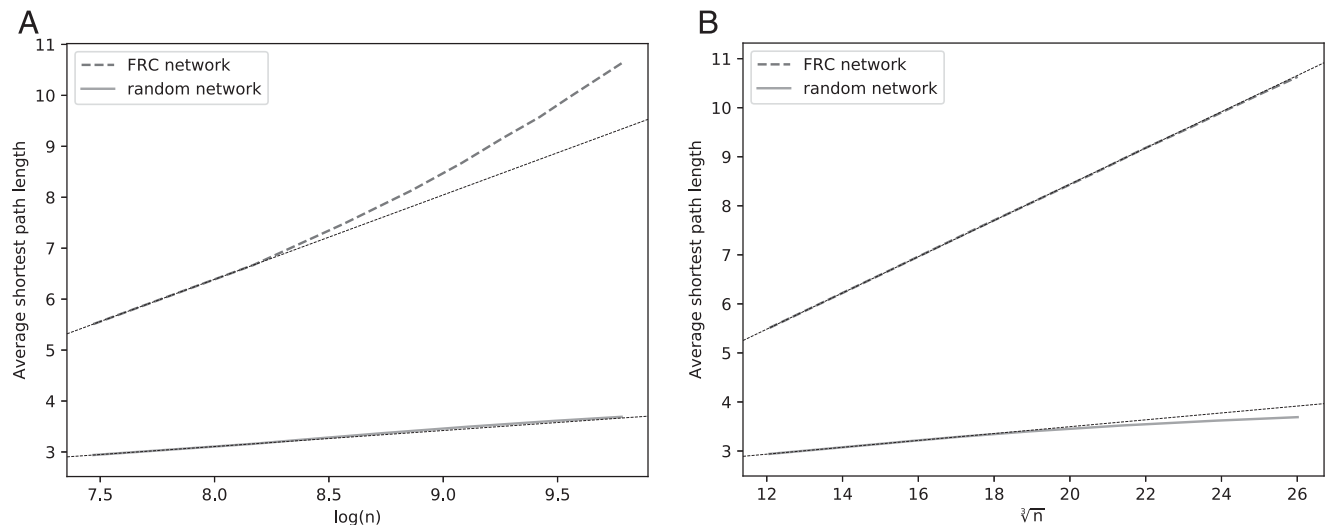 A
Average shortest path length
11
10
9
8
7
6
5
4
3
FRC network
random network
7.5 8.0 8.5 9.0 9.5
log(n)
B
Average shortest path length
11
10
9
8
7
6
5
4
3
FRC network
random network
12 14 16 18 20 22 24 26
∛n